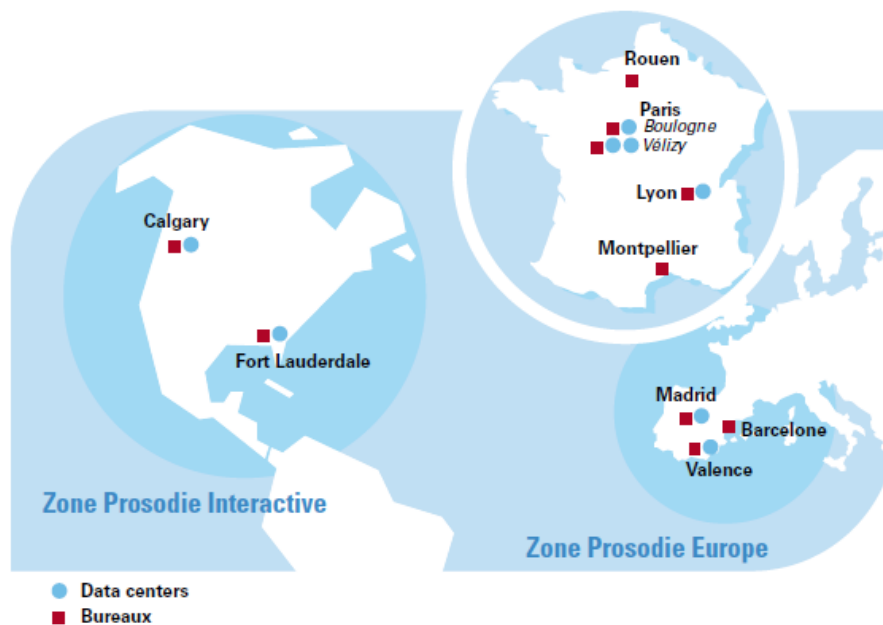 Rouen
Paris
Boulogne
Vélizy
Lyon
Montpellier
Calgary
Fort Lauderdale
Madrid
Barcelone
Valence
Zone Prosodie Interactive
Zone Prosodie Europe
Data centers
Bureaux